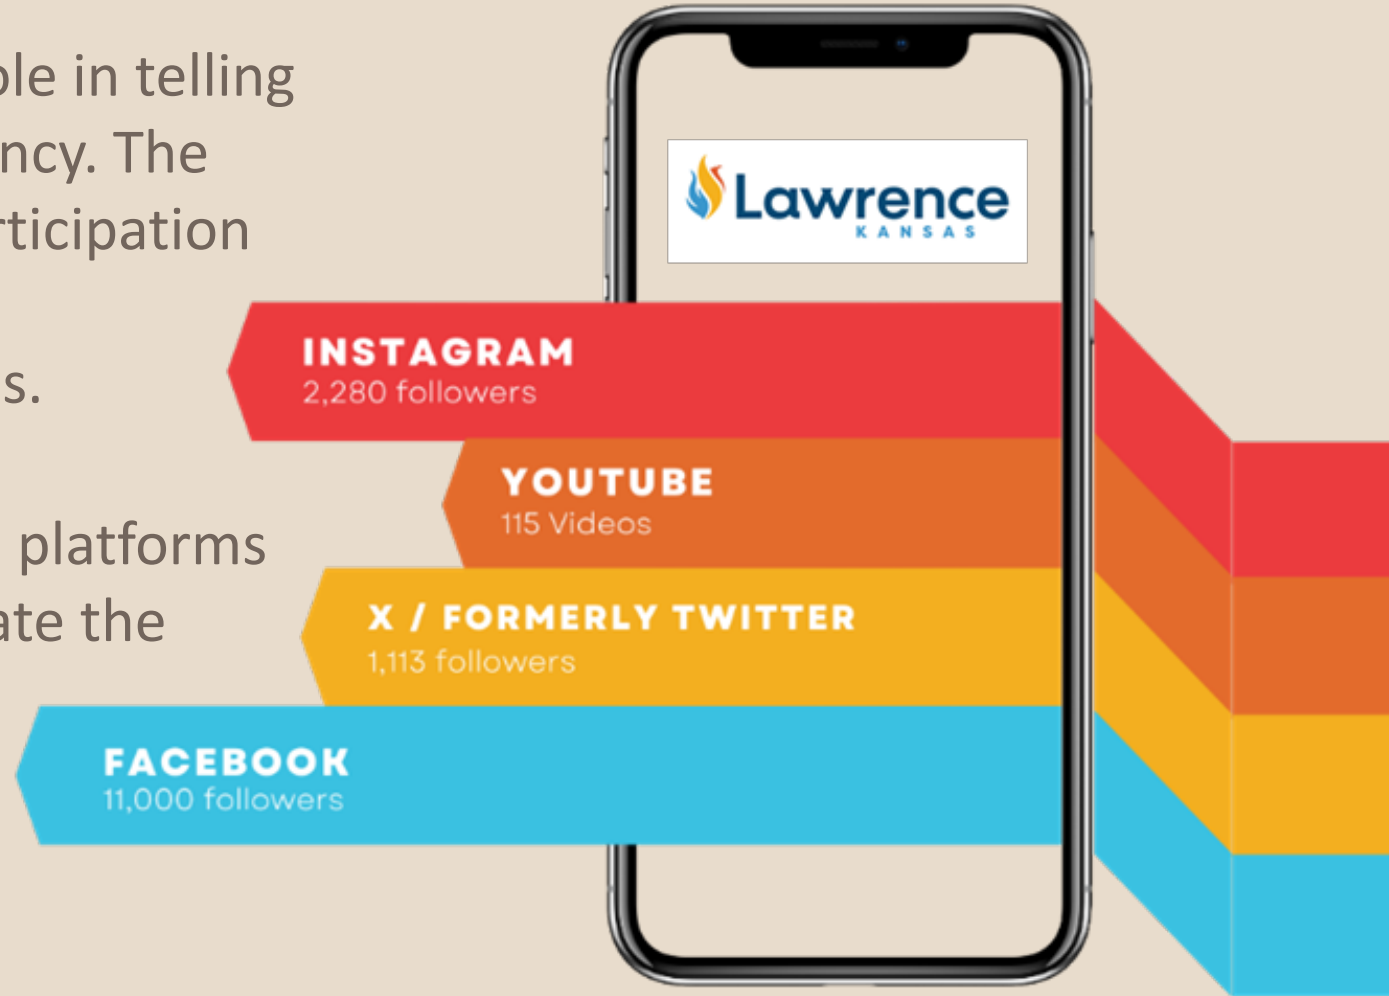 ole in telling
ncy. The
rticipation
s.
platforms
ate the
Lawrence
KANSAS
INSTAGRAM
2,280 followers
YOUTUBE
115 Videos
X / FORMERLY TWITTER
1,113 followers
FACEBOOK
11,000 followers